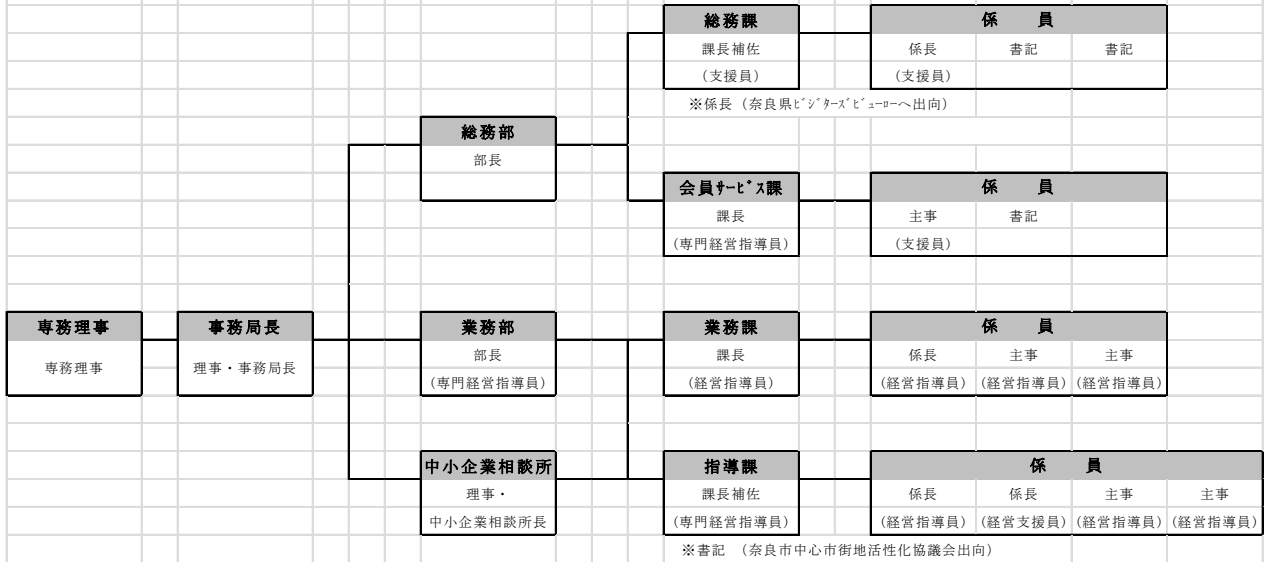 総務課
係　員
課長補佐
係長
書記
書記
(支援員)
(支援員)
※係長（奈良県ﾋﾞｼﾞﾀｰｽﾞﾋﾞｭｰﾛｰへ出向）
総務部
部長
会員ｻｰﾋﾞｽ課
係　員
課長
主事
書記
(専門経営指導員)
(支援員)
専務理事
事務局長
業務部
業務課
係　員
専務理事
理事・事務局長
部長
(専門経営指導員)
課長
(経営指導員)
係長
主事
主事
(経営指導員)
(経営指導員)
(経営指導員)
中小企業相談所
指導課
係　員
理事・
中小企業相談所長
課長補佐
(専門経営指導員)
係長
係長
主事
主事
(経営指導員)
(経営支援員)
(経営指導員)
(経営指導員)
※書記　（奈良市中心市街地活性化協議会出向）